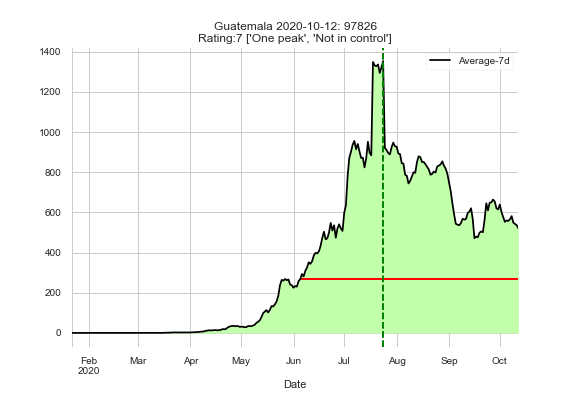 Guatemala 2020-10-12: 97826
Rating:7 ['One peak', 'Not in control']
Average-7d
1400
1200
1000
800
600
400
200
0
Feb Mar Apr May Jun Jul Aug Sep Oct
2020
Date